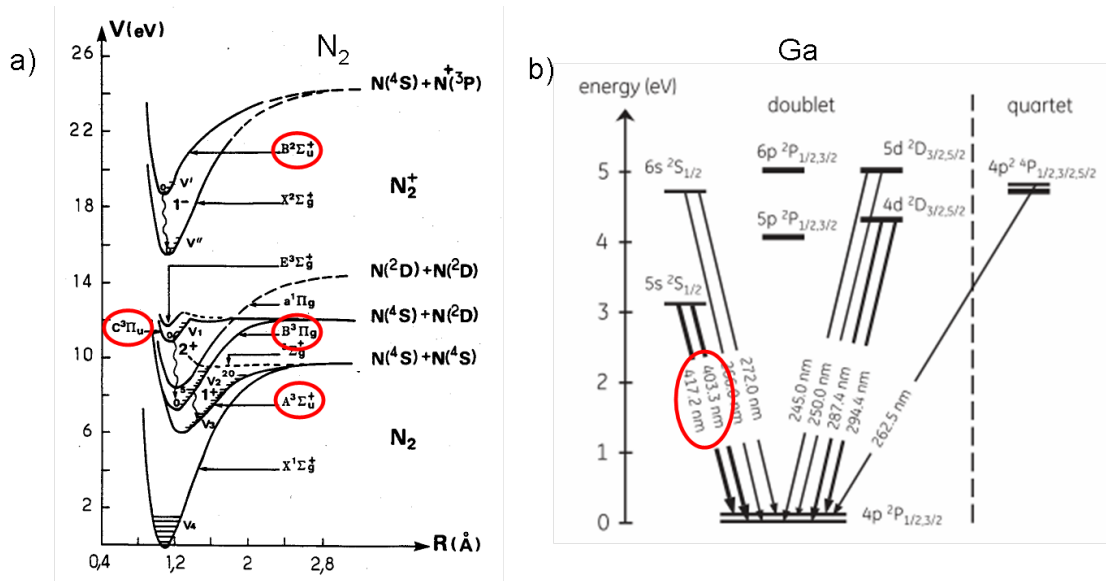 a)
V(eV)
N₂
26
22
18
14
10
6
2
0,4
1,2
2
2,8
R(Å)
N(⁴S)+N⁺(³P)
B²Σu⁺
V'
1⁻
X²Σg⁺
N₂⁺
V''
E³Σg⁺
N(²D)+N(²D)
a¹Πg
C³Πu
V₁
N(⁴S)+N(²D)
B³Πg
2⁺
N(⁴S)+N(⁴S)
V₂
20
1⁺
A³Σu⁺
V₃
N₂
X¹Σg⁺
V₄
b)
Ga
energy (eV)
doublet
quartet
5
4
3
2
1
0
6s ²S1/2
6p ²P1/2,3/2
5d ²D3/2,5/2
4p² ⁴P1/2,3/2,5/2
4d ²D3/2,5/2
5p ²P1/2,3/2
5s ²S1/2
417.2 nm
403.3 nm
272.0 nm
245.0 nm
250.0 nm
287.4 nm
294.4 nm
262.5 nm
4p ²P1/2,3/2